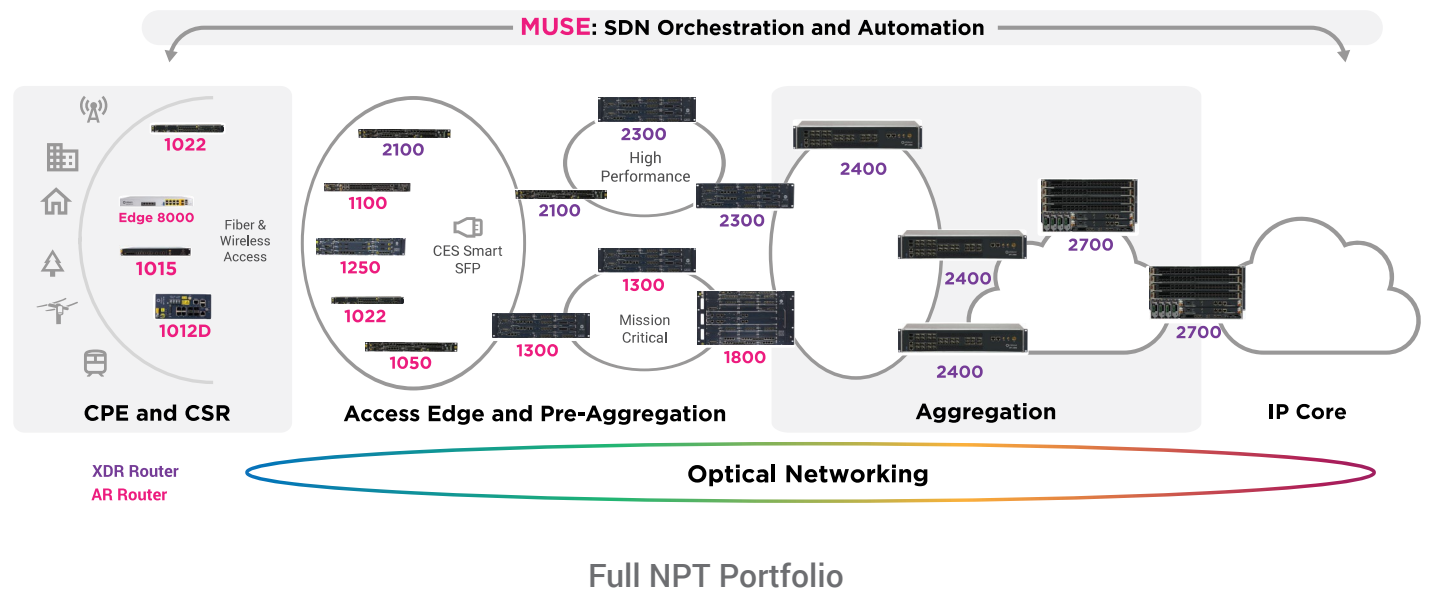 MUSE: SDN Orchestration and Automation
1022
Edge 8000
1015
1012D
Fiber &
Wireless
Access
CPE and CSR
2100
1100
1250
1022
1050
CES Smart
SFP
2100
1300
2300
High
Performance
2300
1300
Mission
Critical
1800
Access Edge and Pre-Aggregation
2400
2400
2400
2700
Aggregation
2700
IP Core
XDR Router
AR Router
Optical Networking
Full NPT Portfolio